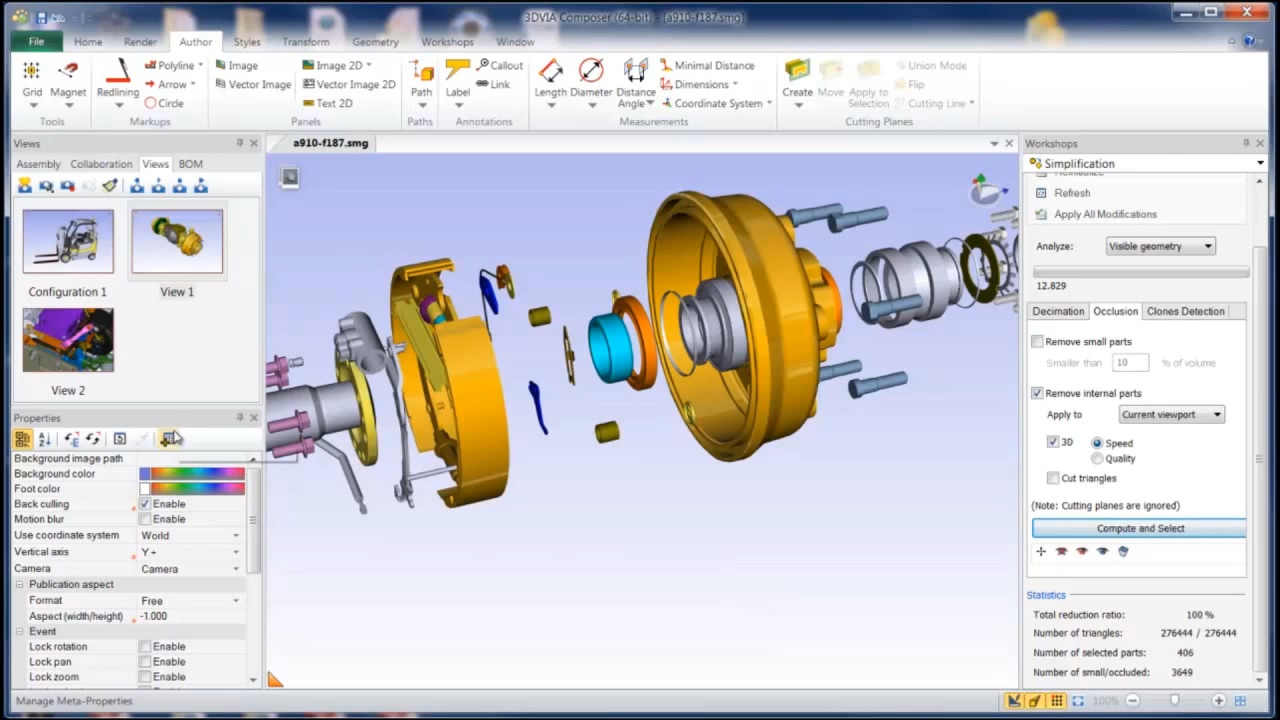 3DVIA Composer (64-bit) - [a910-f187.smg]
File Home Render Author Styles Transform Geometry Workshops Window
Grid Magnet Redlining Polyline Arrow Circle
Image Vector Image Image 2D Vector Image 2D Text 2D
Path Label Callout Link
Length Diameter Distance Angle Minimal Distance Dimensions Coordinate System
Create Move Apply to Selection Union Mode Flip Cutting Line
Tools Markups Panels Paths Annotations Measurements Cutting Planes
Views
Assembly Collaboration Views BOM
Configuration 1 View 1
View 2
Properties
Background image path
Background color
Foot color
Back culling Enable
Motion blur Enable
Use coordinate system World
Vertical axis Y +
Camera Camera
Publication aspect
Format Free
Aspect (width/height) -1.000
Event
Lock rotation Enable
Lock pan Enable
Lock zoom Enable
Manage Meta-Properties
a910-f187.smg
Workshops
Simplification
Refresh
Apply All Modifications
Analyze: Visible geometry
12.829
Decimation Occlusion Clones Detection
Remove small parts
Smaller than 10 % of volume
Remove internal parts
Apply to Current viewport
3D Speed
Quality
Cut triangles
(Note: Cutting planes are ignored)
Compute and Select
Statistics
Total reduction ratio: 100 %
Number of triangles: 276444 / 276444
Number of selected parts: 406
Number of small/occluded: 3649
100%